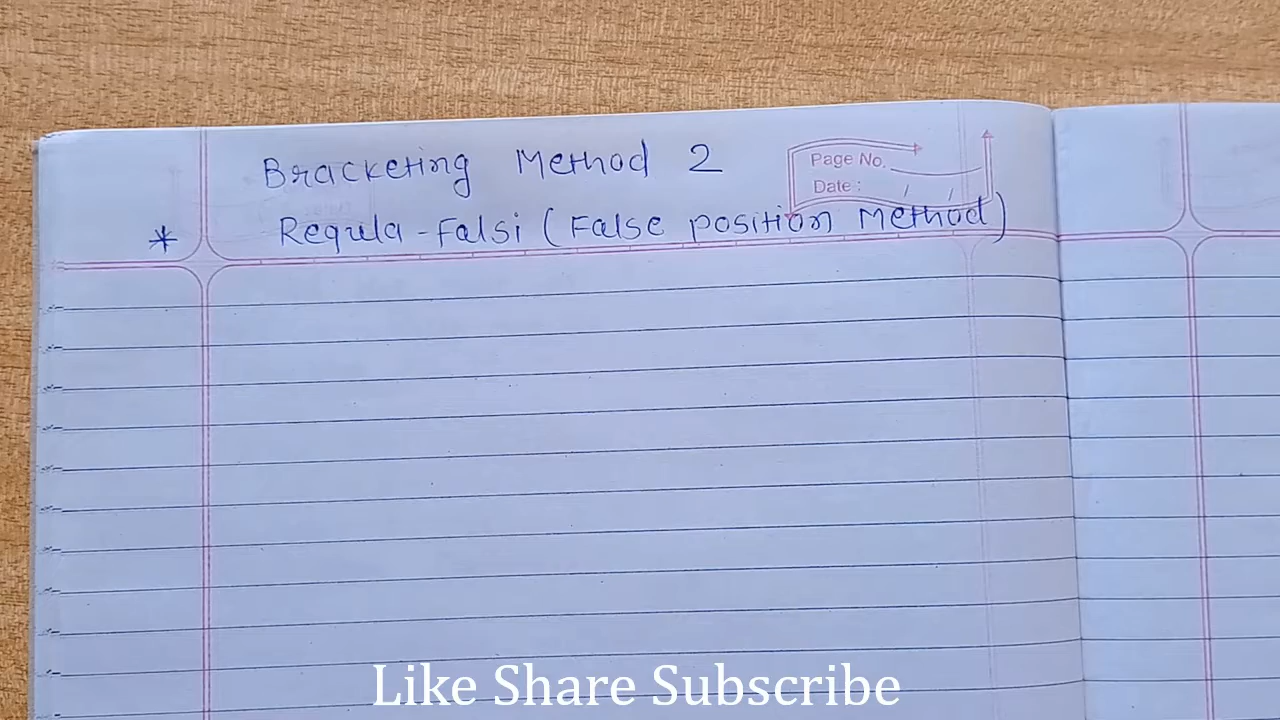 Bracketing Method 2
Page No.
Date :
* Regula-Falsi (False position Method)
Like Share Subscribe